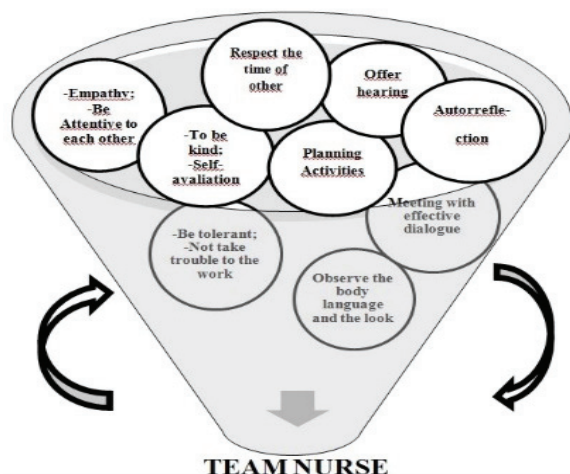 Respect the
time of
other
Offer
hearing
-Empathy;
-Be
Attentive to
each other
Autorrefle-
ction
-To be
kind;
-Self-
avaliation
Planning
Activities
Meeting with
effective
dialogue
-Be tolerant;
-Not take
trouble to the
work
Observe the
body
language
and the look
TEAM NURSE